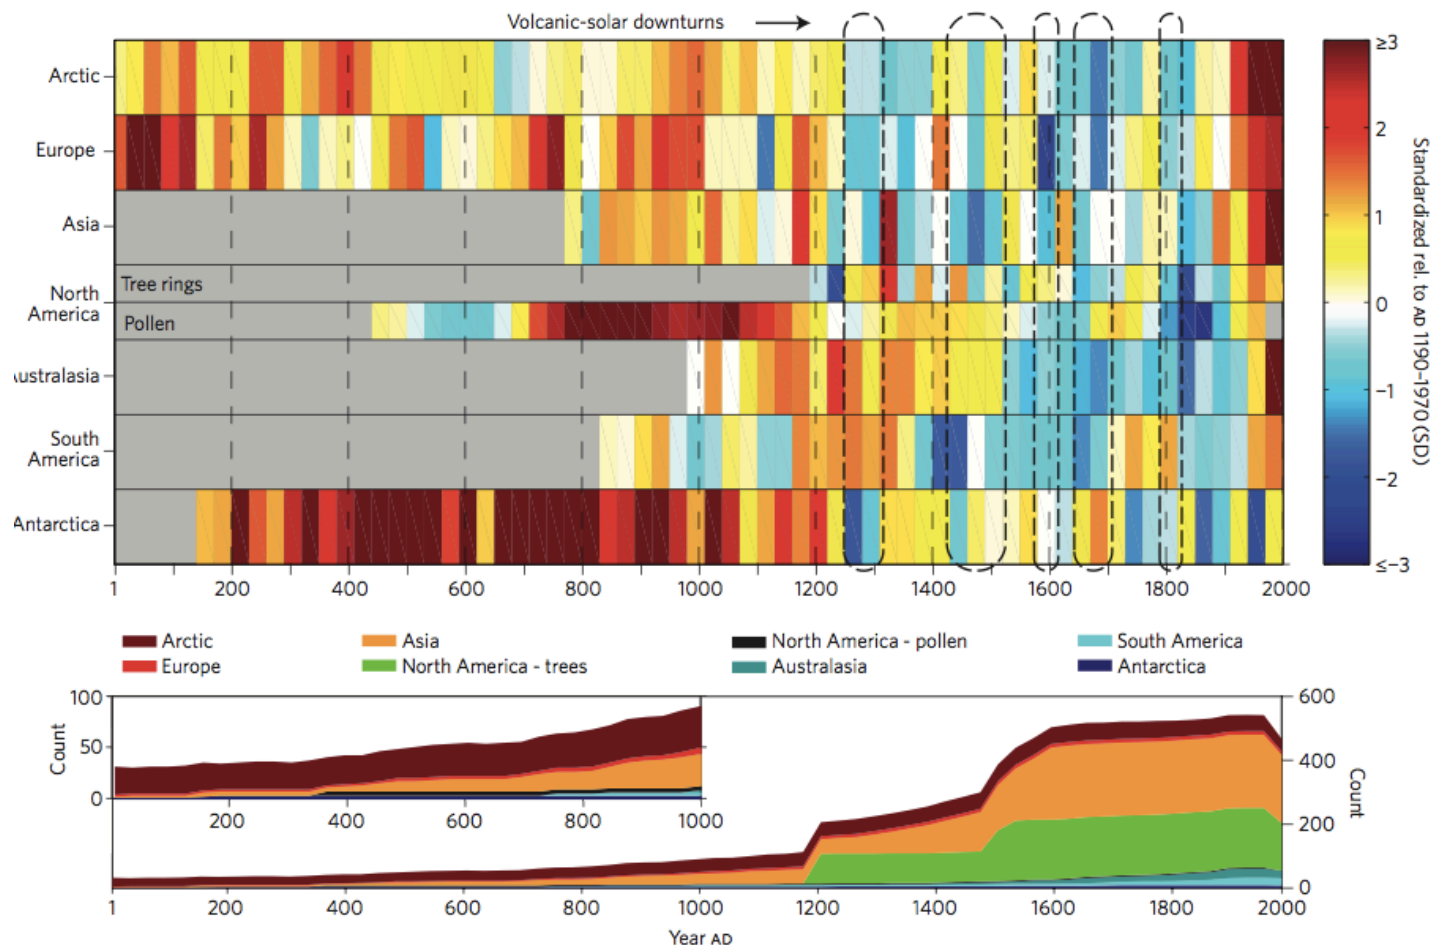 Volcanic-solar downturns
Arctic
Europe
Asia
North
America
Tree rings
Pollen
ustralasia
South
America
Antarctica
1 200 400 600 800 1000 1200 1400 1600 1800 2000
≥3
2
1
0
−1
−2
≤−3
Standardized rel. to AD 1190–1970 (SD)
Arctic Asia North America - pollen South America
Europe North America - trees Australasia Antarctica
100
50
0
Count
200 400 600 800 1000
600
400
200
0
Count
1 200 400 600 800 1000 1200 1400 1600 1800 2000
Year AD